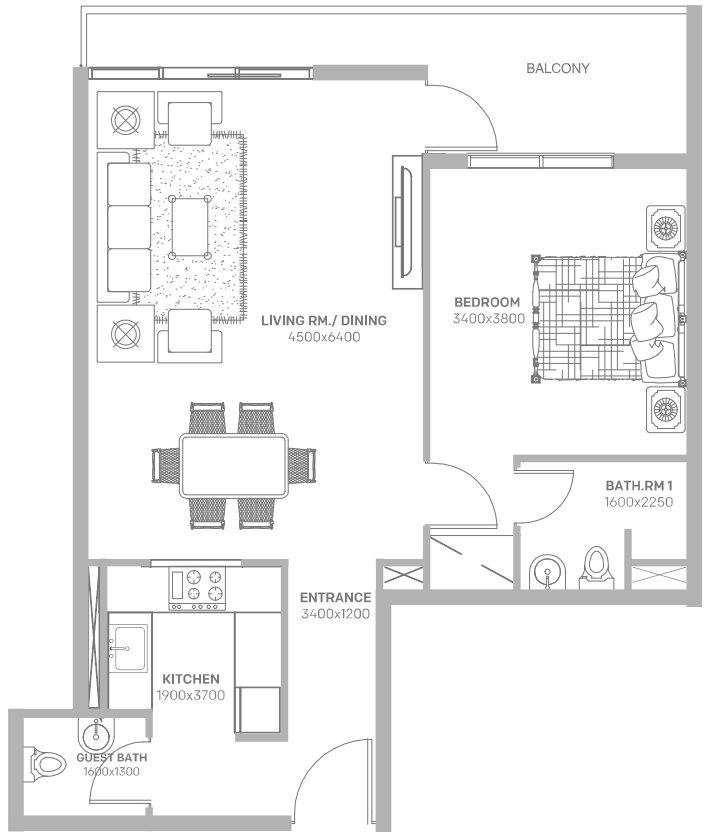 BALCONY
LIVING RM./ DINING
4500x6400
BEDROOM
3400x3800
BATH.RM 1
1600x2250
ENTRANCE
3400x1200
KITCHEN
1900x3700
GUEST BATH
1600x1300